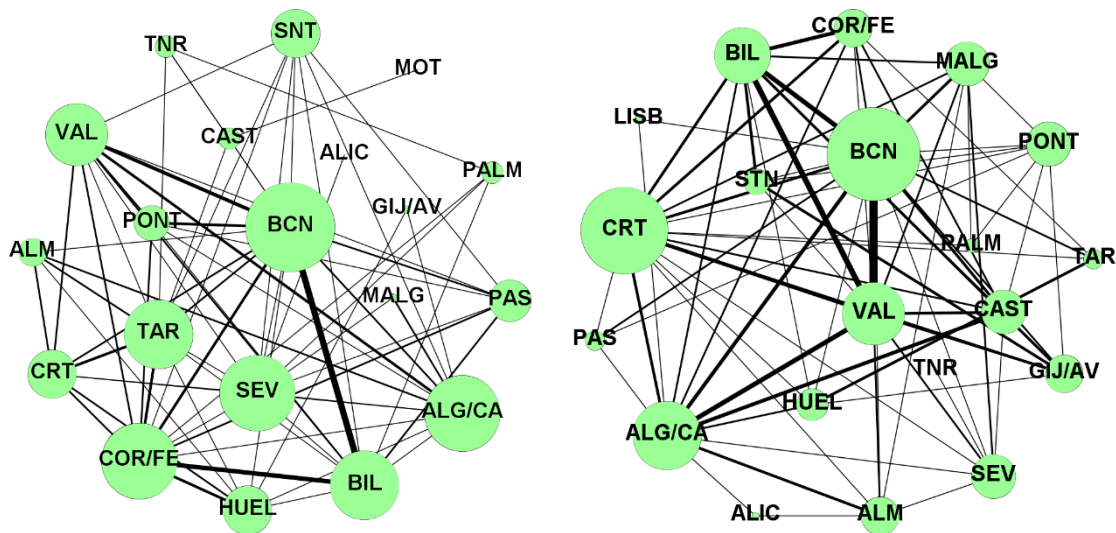 SNT
TNR
MOT
VAL
CAST
ALIC
PALM
PONT
GIJ/AV
BCN
ALM
MALG
PAS
TAR
CRT
SEV
ALG/CA
COR/FE
BIL
HUEL
COR/FE
BIL
MALG
LISB
PONT
BCN
STN
CRT
PALM
TAR
VAL
CAST
PAS
TNR
GIJ/AV
HUEL
ALG/CA
SEV
ALIC
ALM